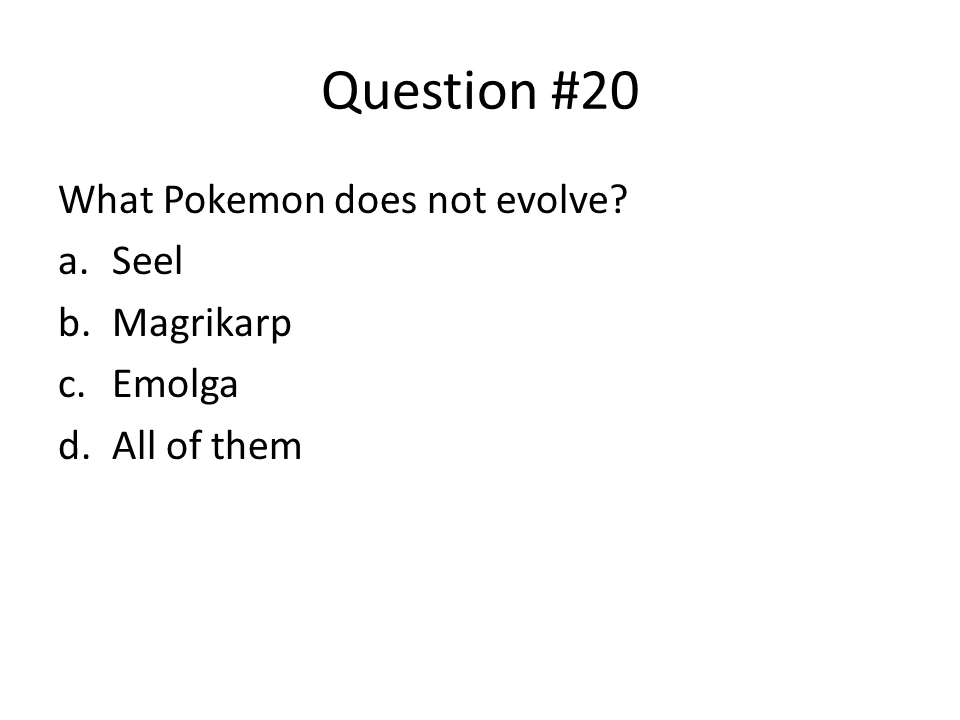 Question #20
What Pokemon does not evolve?
a. Seel
b. Magrikarp
c. Emolga
d. All of them